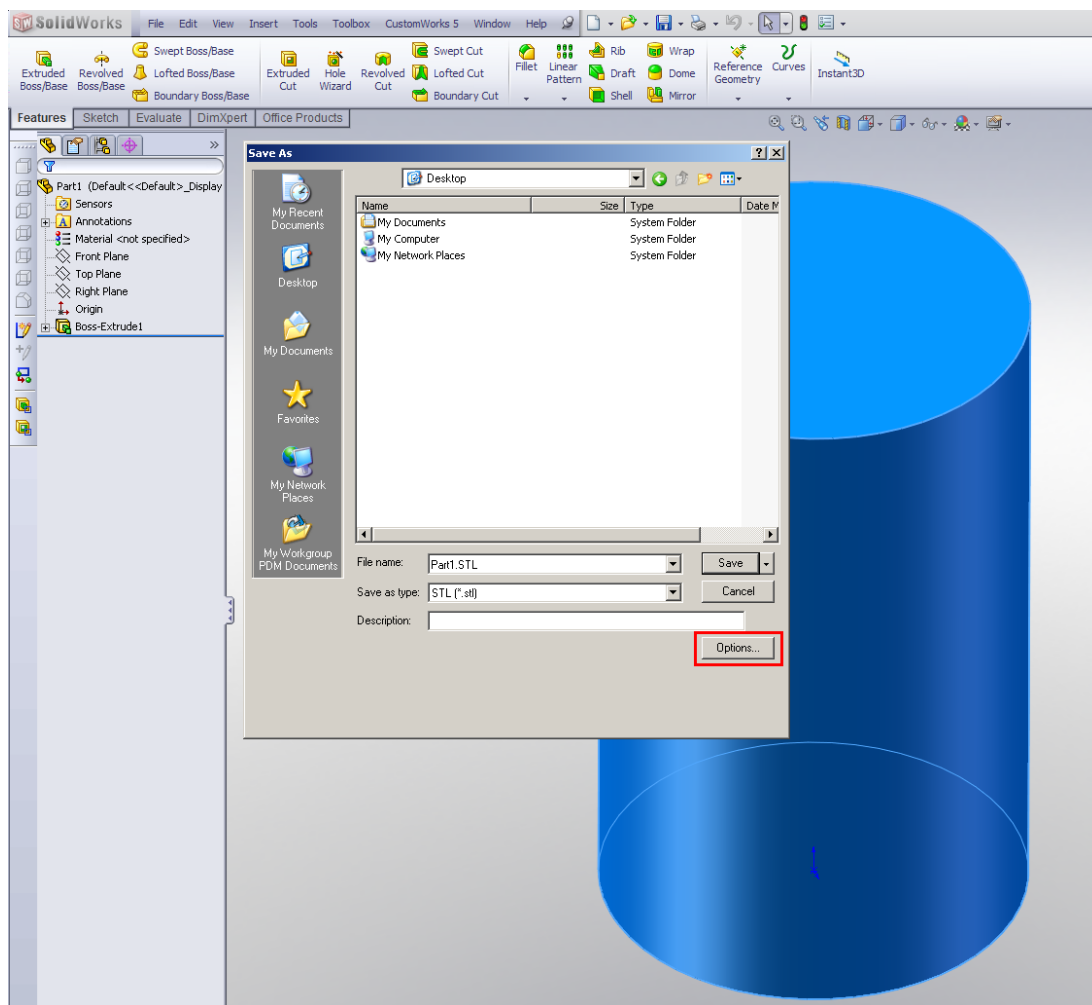 SolidWorks File Edit View Insert Tools Toolbox CustomWorks 5 Window Help
Extruded Boss/Base
Revolved Boss/Base
Swept Boss/Base
Lofted Boss/Base
Boundary Boss/Base
Extruded Cut
Hole Wizard
Revolved Cut
Swept Cut
Lofted Cut
Boundary Cut
Fillet
Linear Pattern
Rib
Draft
Shell
Wrap
Dome
Mirror
Reference Geometry
Curves
Instant3D
Features Sketch Evaluate DimXpert Office Products
Part1 (Default<<Default>_Display
Sensors
Annotations
Material <not specified>
Front Plane
Top Plane
Right Plane
Origin
Boss-Extrude1
Save As
Desktop
My Recent
Documents
Desktop
My Documents
Favorites
My Network
Places
My Workgroup
PDM Documents
Name Size Type Date M
My Documents System Folder
My Computer System Folder
My Network Places System Folder
File name: Part1.STL Save
Save as type: STL (*.stl) Cancel
Description:
Options...